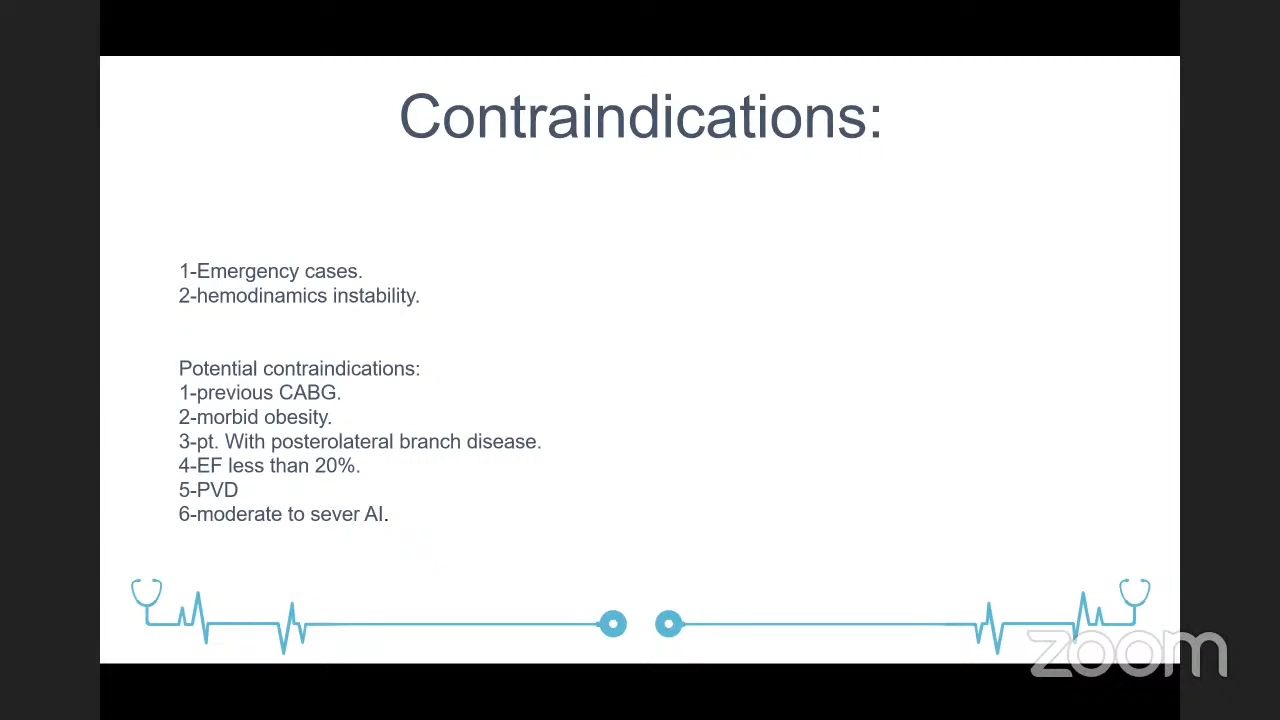 Contraindications:
1-Emergency cases.
2-hemodinamics instability.
Potential contraindications:
1-previous CABG.
2-morbid obesity.
3-pt. With posterolateral branch disease.
4-EF less than 20%.
5-PVD
6-moderate to sever AI.
zoom